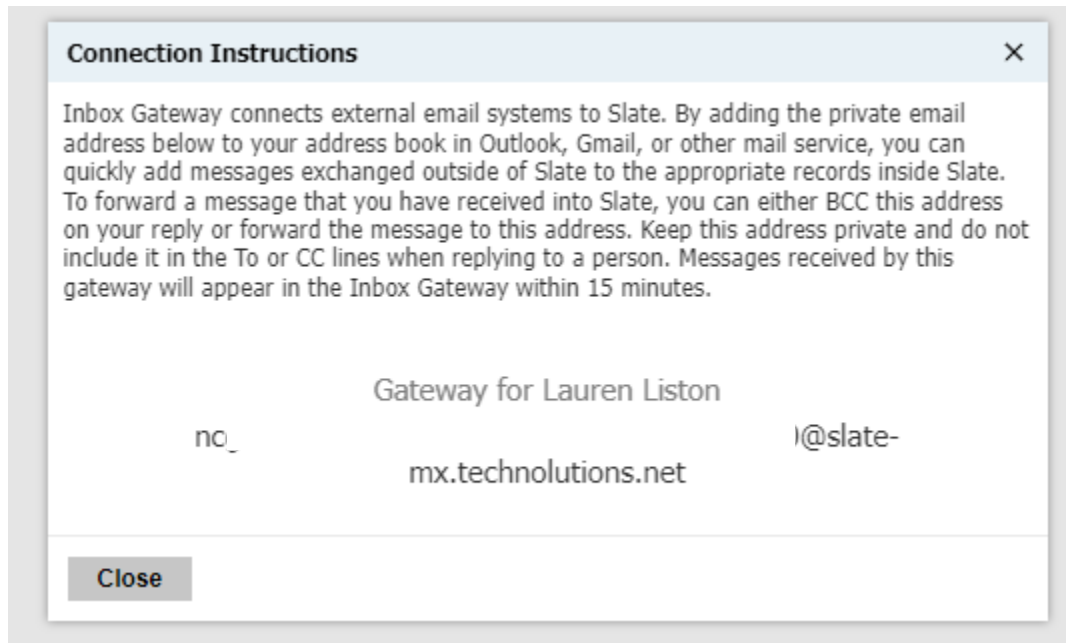 Connection Instructions
Inbox Gateway connects external email systems to Slate. By adding the private email
address below to your address book in Outlook, Gmail, or other mail service, you can
quickly add messages exchanged outside of Slate to the appropriate records inside Slate.
To forward a message that you have received into Slate, you can either BCC this address
on your reply or forward the message to this address. Keep this address private and do not
include it in the To or CC lines when replying to a person. Messages received by this
gateway will appear in the Inbox Gateway within 15 minutes.
Gateway for Lauren Liston
@slate-
mx.technolutions.net
Close